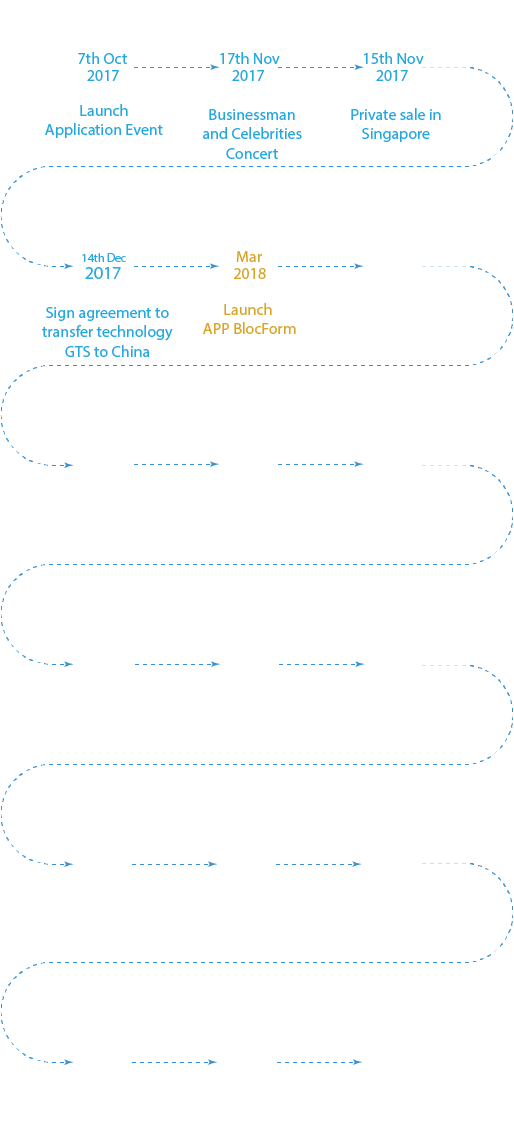 7th Oct
2017
Launch
Application Event
17th Nov
2017
Businessman
and Celebrities
Concert
15th Nov
2017
Private sale in
Singapore
14th Dec
2017
Sign agreement to
transfer technology
GTS to China
Mar
2018
Launch
APP BlocForm